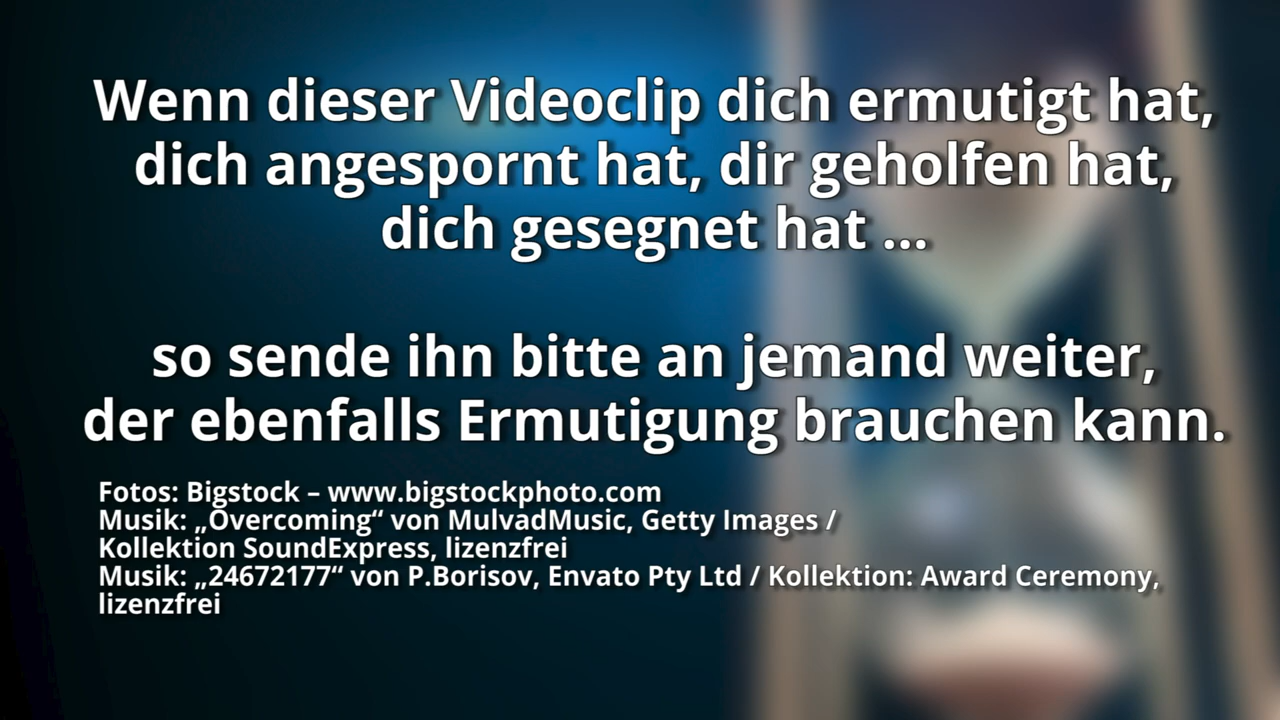 Wenn dieser Videoclip dich ermutigt hat,
dich angespornt hat, dir geholfen hat,
dich gesegnet hat ...
so sende ihn bitte an jemand weiter,
der ebenfalls Ermutigung brauchen kann.
Fotos: Bigstock – www.bigstockphoto.com
Musik: „Overcoming“ von MulvadMusic, Getty Images /
Kollektion SoundExpress, lizenzfrei
Musik: „24672177“ von P.Borisov, Envato Pty Ltd / Kollektion: Award Ceremony,
lizenzfrei